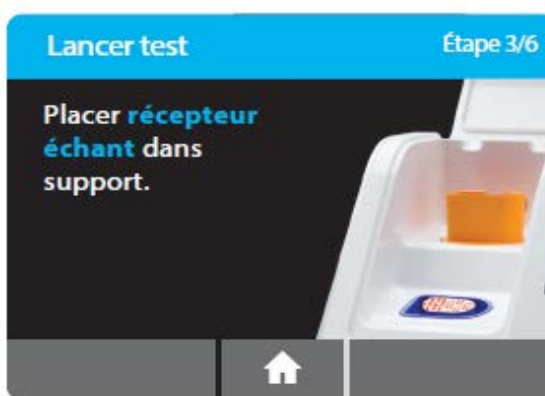 Lancer test
Étape 3/6
Placer récepteur
échant dans
support.